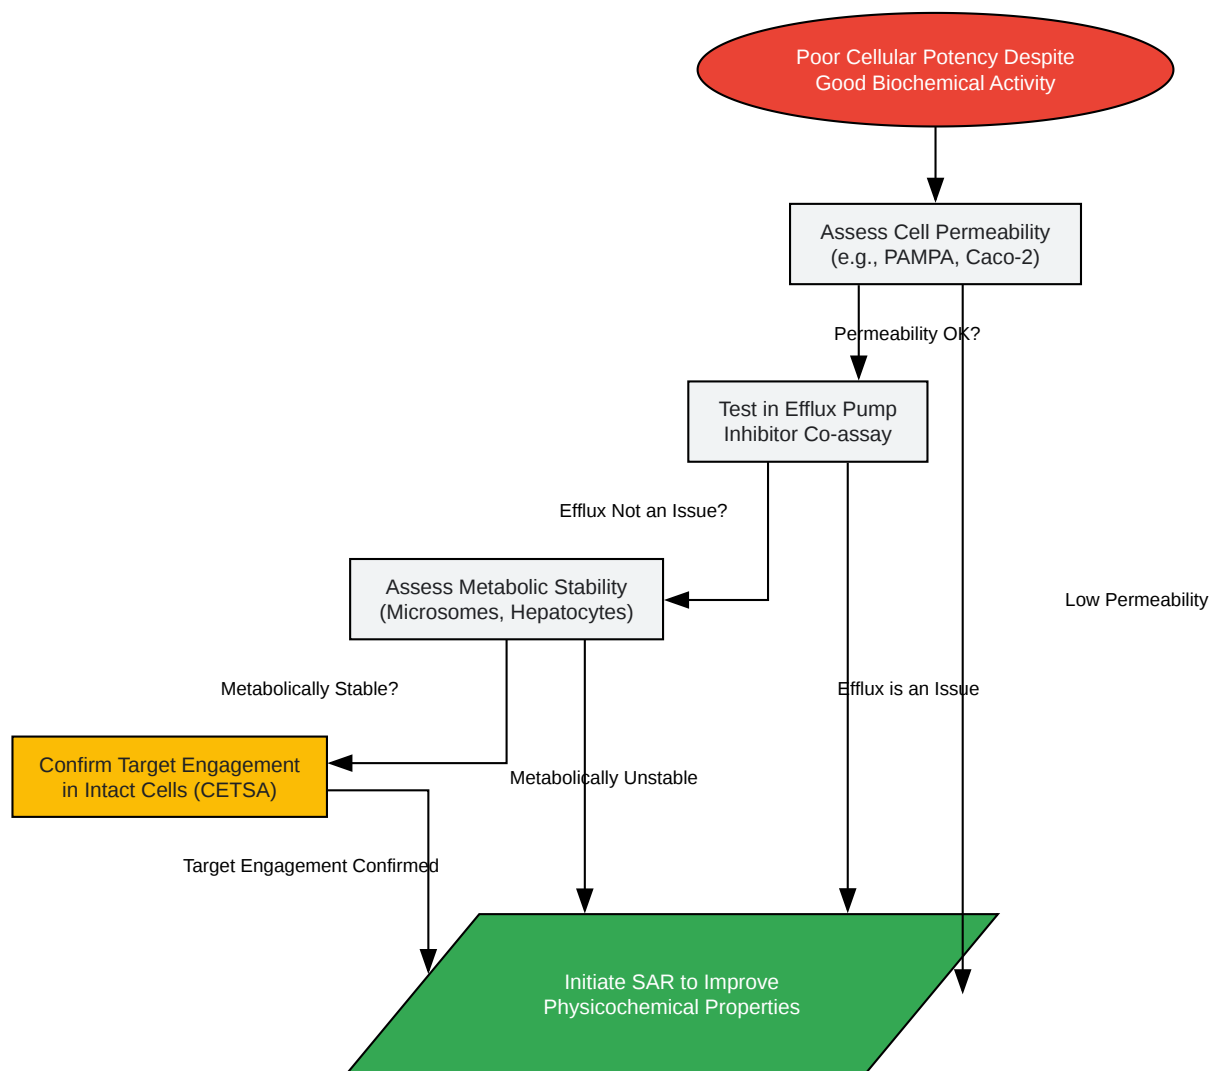 Poor Cellular Potency Despite
Good Biochemical Activity
Assess Cell Permeability
(e.g., PAMPA, Caco-2)
Permeability OK?
Test in Efflux Pump
Inhibitor Co-assay
Efflux Not an Issue?
Assess Metabolic Stability
(Microsomes, Hepatocytes)
Low Permeability
Metabolically Stable?
Efflux is an Issue
Confirm Target Engagement
in Intact Cells (CETSA)
Metabolically Unstable
Target Engagement Confirmed
Initiate SAR to Improve
Physicochemical Properties